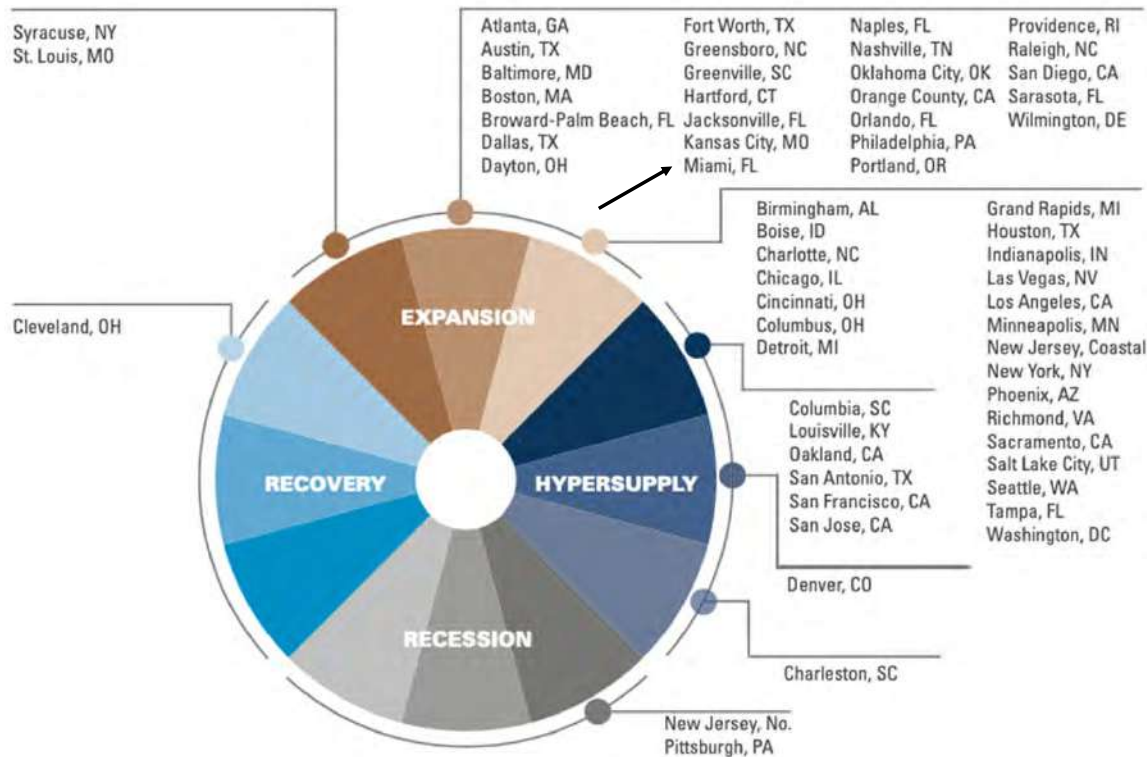 Syracuse, NY
St. Louis, MO
Atlanta, GA
Austin, TX
Baltimore, MD
Boston, MA
Broward-Palm Beach, FL
Dallas, TX
Dayton, OH
Fort Worth, TX
Greensboro, NC
Greenville, SC
Hartford, CT
Jacksonville, FL
Kansas City, MO
Miami, FL
Naples, FL
Nashville, TN
Oklahoma City, OK
Orange County, CA
Orlando, FL
Philadelphia, PA
Portland, OR
Providence, RI
Raleigh, NC
San Diego, CA
Sarasota, FL
Wilmington, DE
Birmingham, AL
Boise, ID
Charlotte, NC
Chicago, IL
Cincinnati, OH
Columbus, OH
Detroit, MI
Grand Rapids, MI
Houston, TX
Indianapolis, IN
Las Vegas, NV
Los Angeles, CA
Minneapolis, MN
New Jersey, Coastal
New York, NY
Phoenix, AZ
Richmond, VA
Sacramento, CA
Salt Lake City, UT
Seattle, WA
Tampa, FL
Washington, DC
Cleveland, OH
EXPANSION
RECOVERY
HYPERSUPPLY
RECESSION
Columbia, SC
Louisville, KY
Oakland, CA
San Antonio, TX
San Francisco, CA
San Jose, CA
Denver, CO
Charleston, SC
New Jersey, No.
Pittsburgh, PA